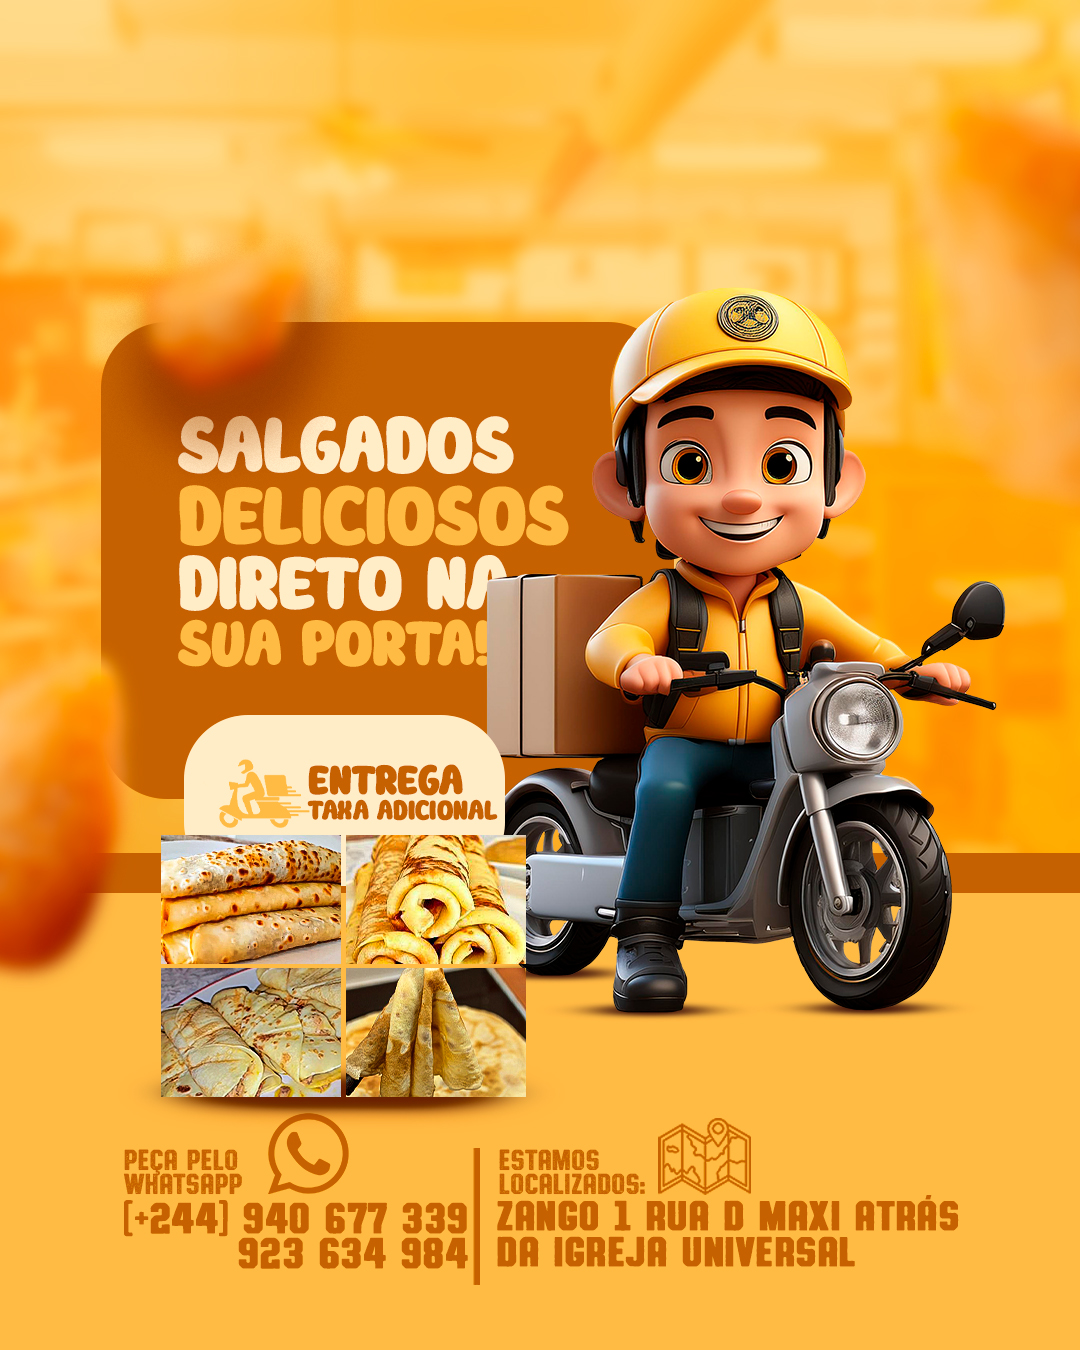 SALGADOS
DELICIOSOS
DIRETO NA
SUA PORTA!
ENTREGA
TAXA ADICIONAL
PEÇA PELO
WHATSAPP
(+244) 940 677 339
923 634 984
ESTAMOS
LOCALIZADOS:
ZANGO 1 RUA D MAXI ATRÁS
DA IGREJA UNIVERSAL